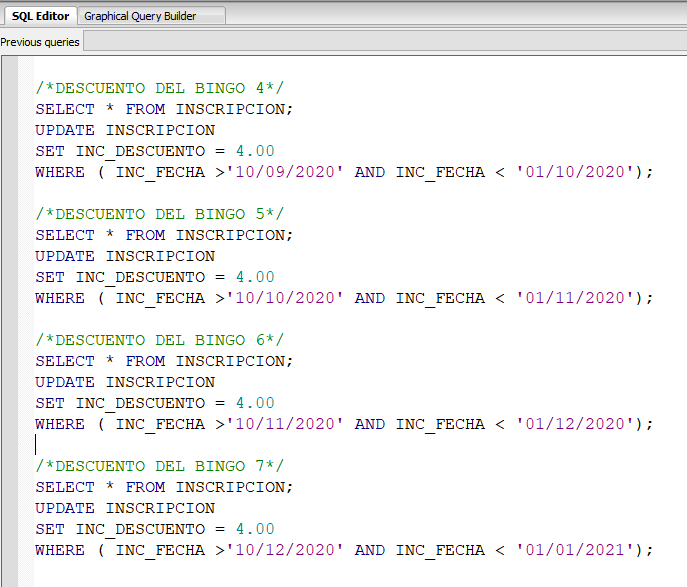 SQL Editor Graphical Query Builder
Previous queries
/*DESCUENTO DEL BINGO 4*/
SELECT * FROM INSCRIPCION;
UPDATE INSCRIPCION
SET INC_DESCUENTO = 4.00
WHERE ( INC_FECHA >'10/09/2020' AND INC_FECHA < '01/10/2020');
/*DESCUENTO DEL BINGO 5*/
SELECT * FROM INSCRIPCION;
UPDATE INSCRIPCION
SET INC_DESCUENTO = 4.00
WHERE ( INC_FECHA >'10/10/2020' AND INC_FECHA < '01/11/2020');
/*DESCUENTO DEL BINGO 6*/
SELECT * FROM INSCRIPCION;
UPDATE INSCRIPCION
SET INC_DESCUENTO = 4.00
WHERE ( INC_FECHA >'10/11/2020' AND INC_FECHA < '01/12/2020');
/*DESCUENTO DEL BINGO 7*/
SELECT * FROM INSCRIPCION;
UPDATE INSCRIPCION
SET INC_DESCUENTO = 4.00
WHERE ( INC_FECHA >'10/12/2020' AND INC_FECHA < '01/01/2021');